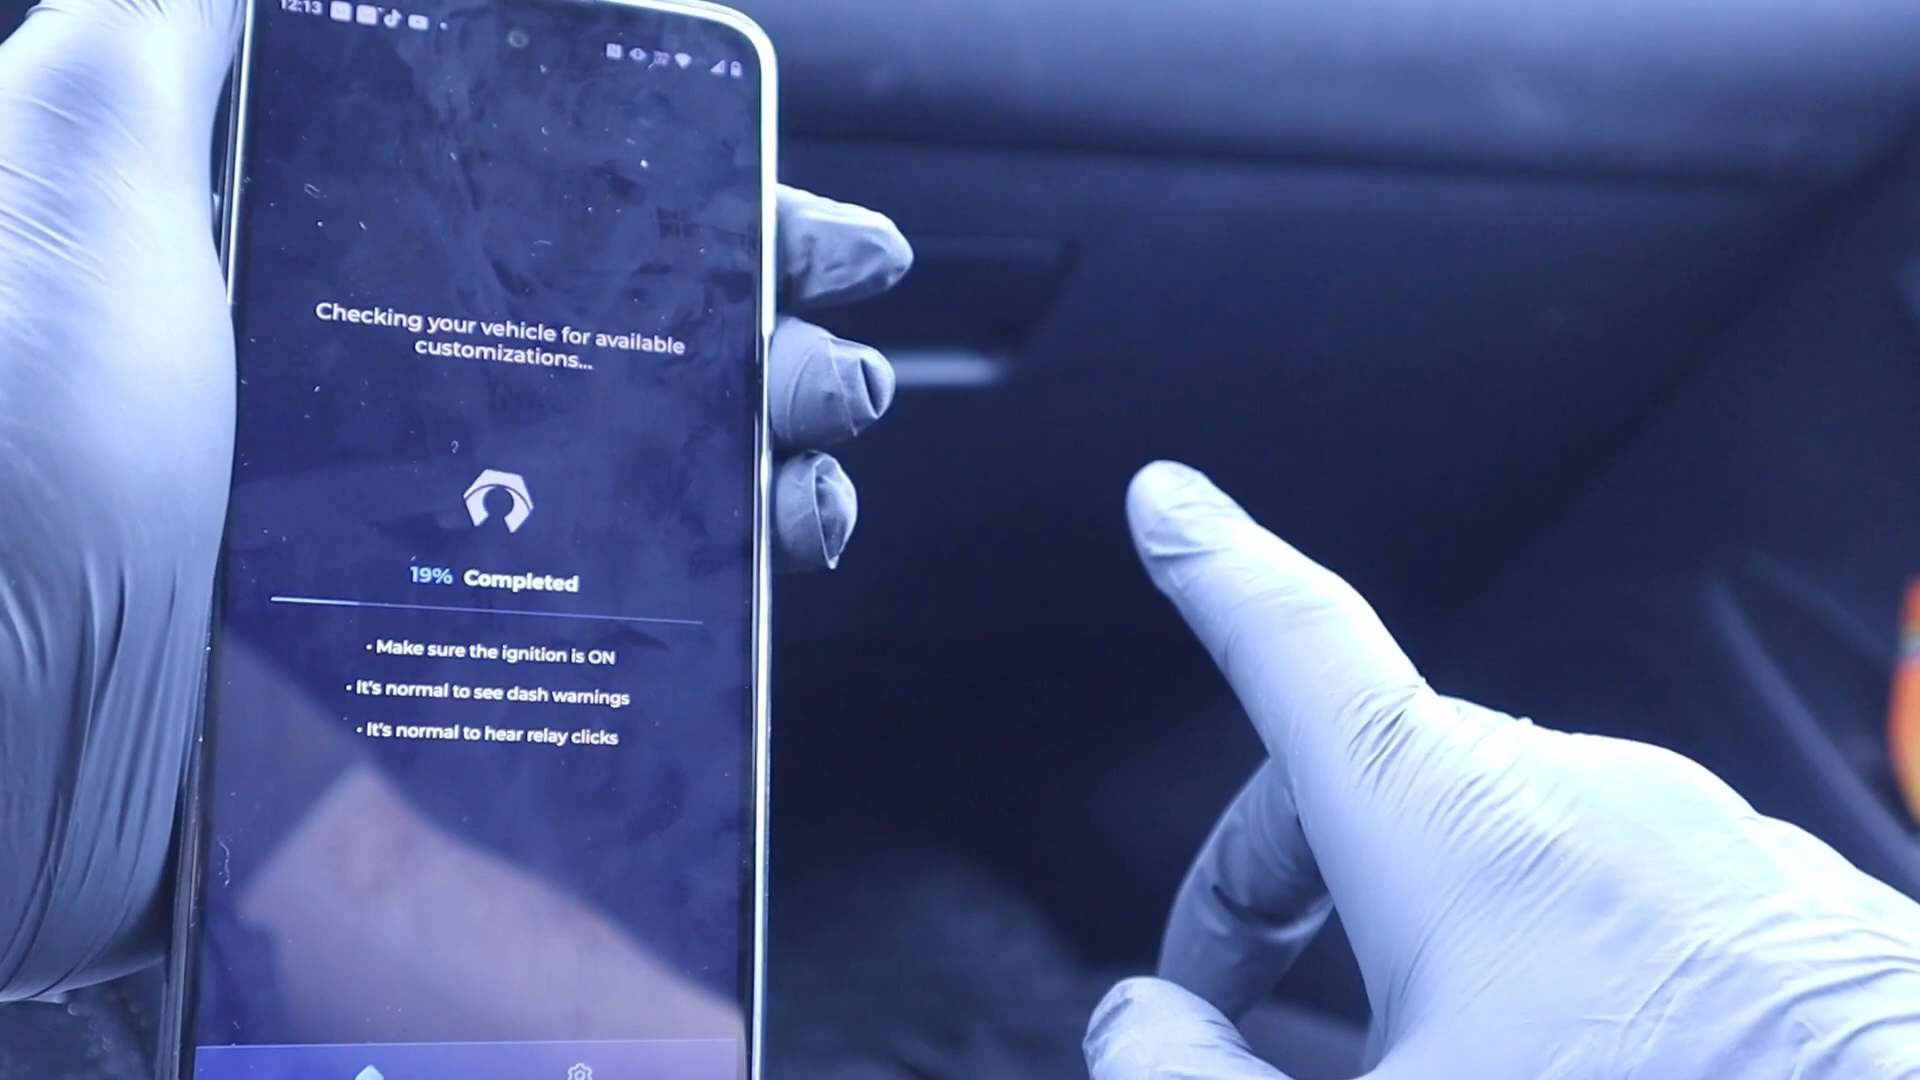 12:13
Checking your vehicle for available
customizations...
19% Completed
• Make sure the ignition is ON
• It's normal to see dash warnings
• It's normal to hear relay clicks